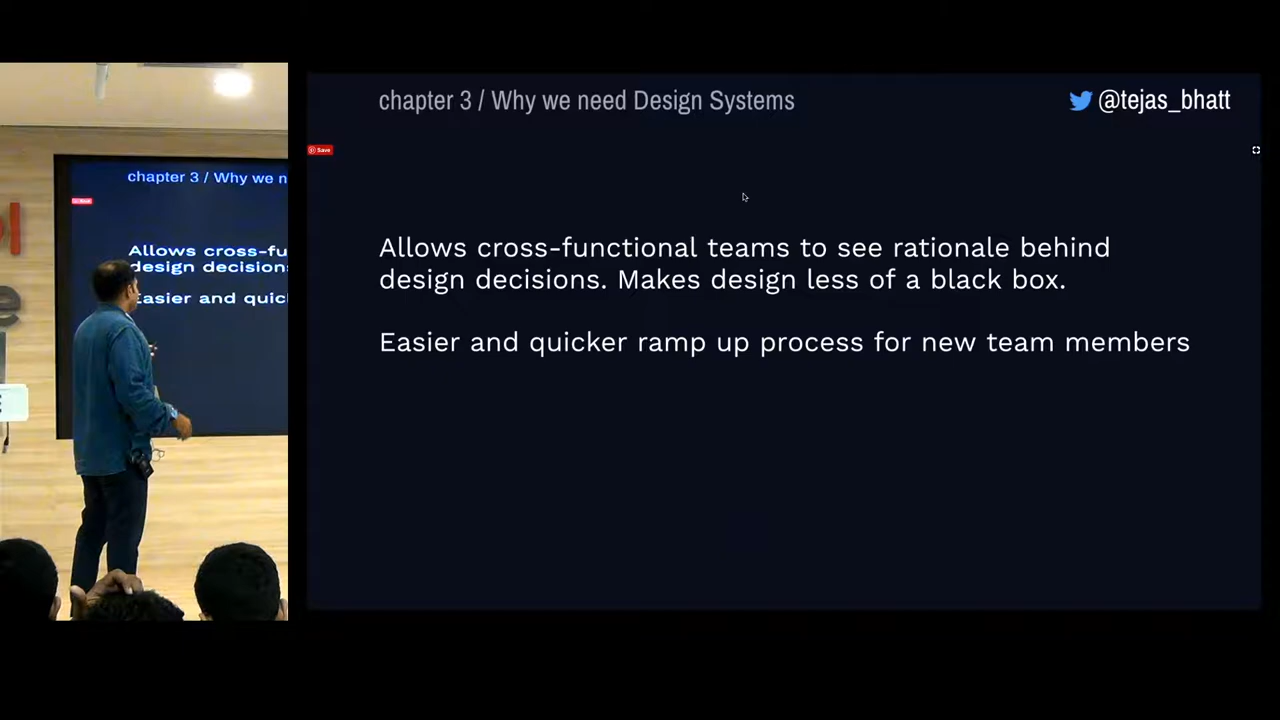 chapter 3 / Why we need Design Systems
@tejas_bhatt
Save
Allows cross-functional teams to see rationale behind
design decisions. Makes design less of a black box.
Easier and quicker ramp up process for new team members
chapter 3 / Why we n
Allows cross-fu
design decision
Easier and quic